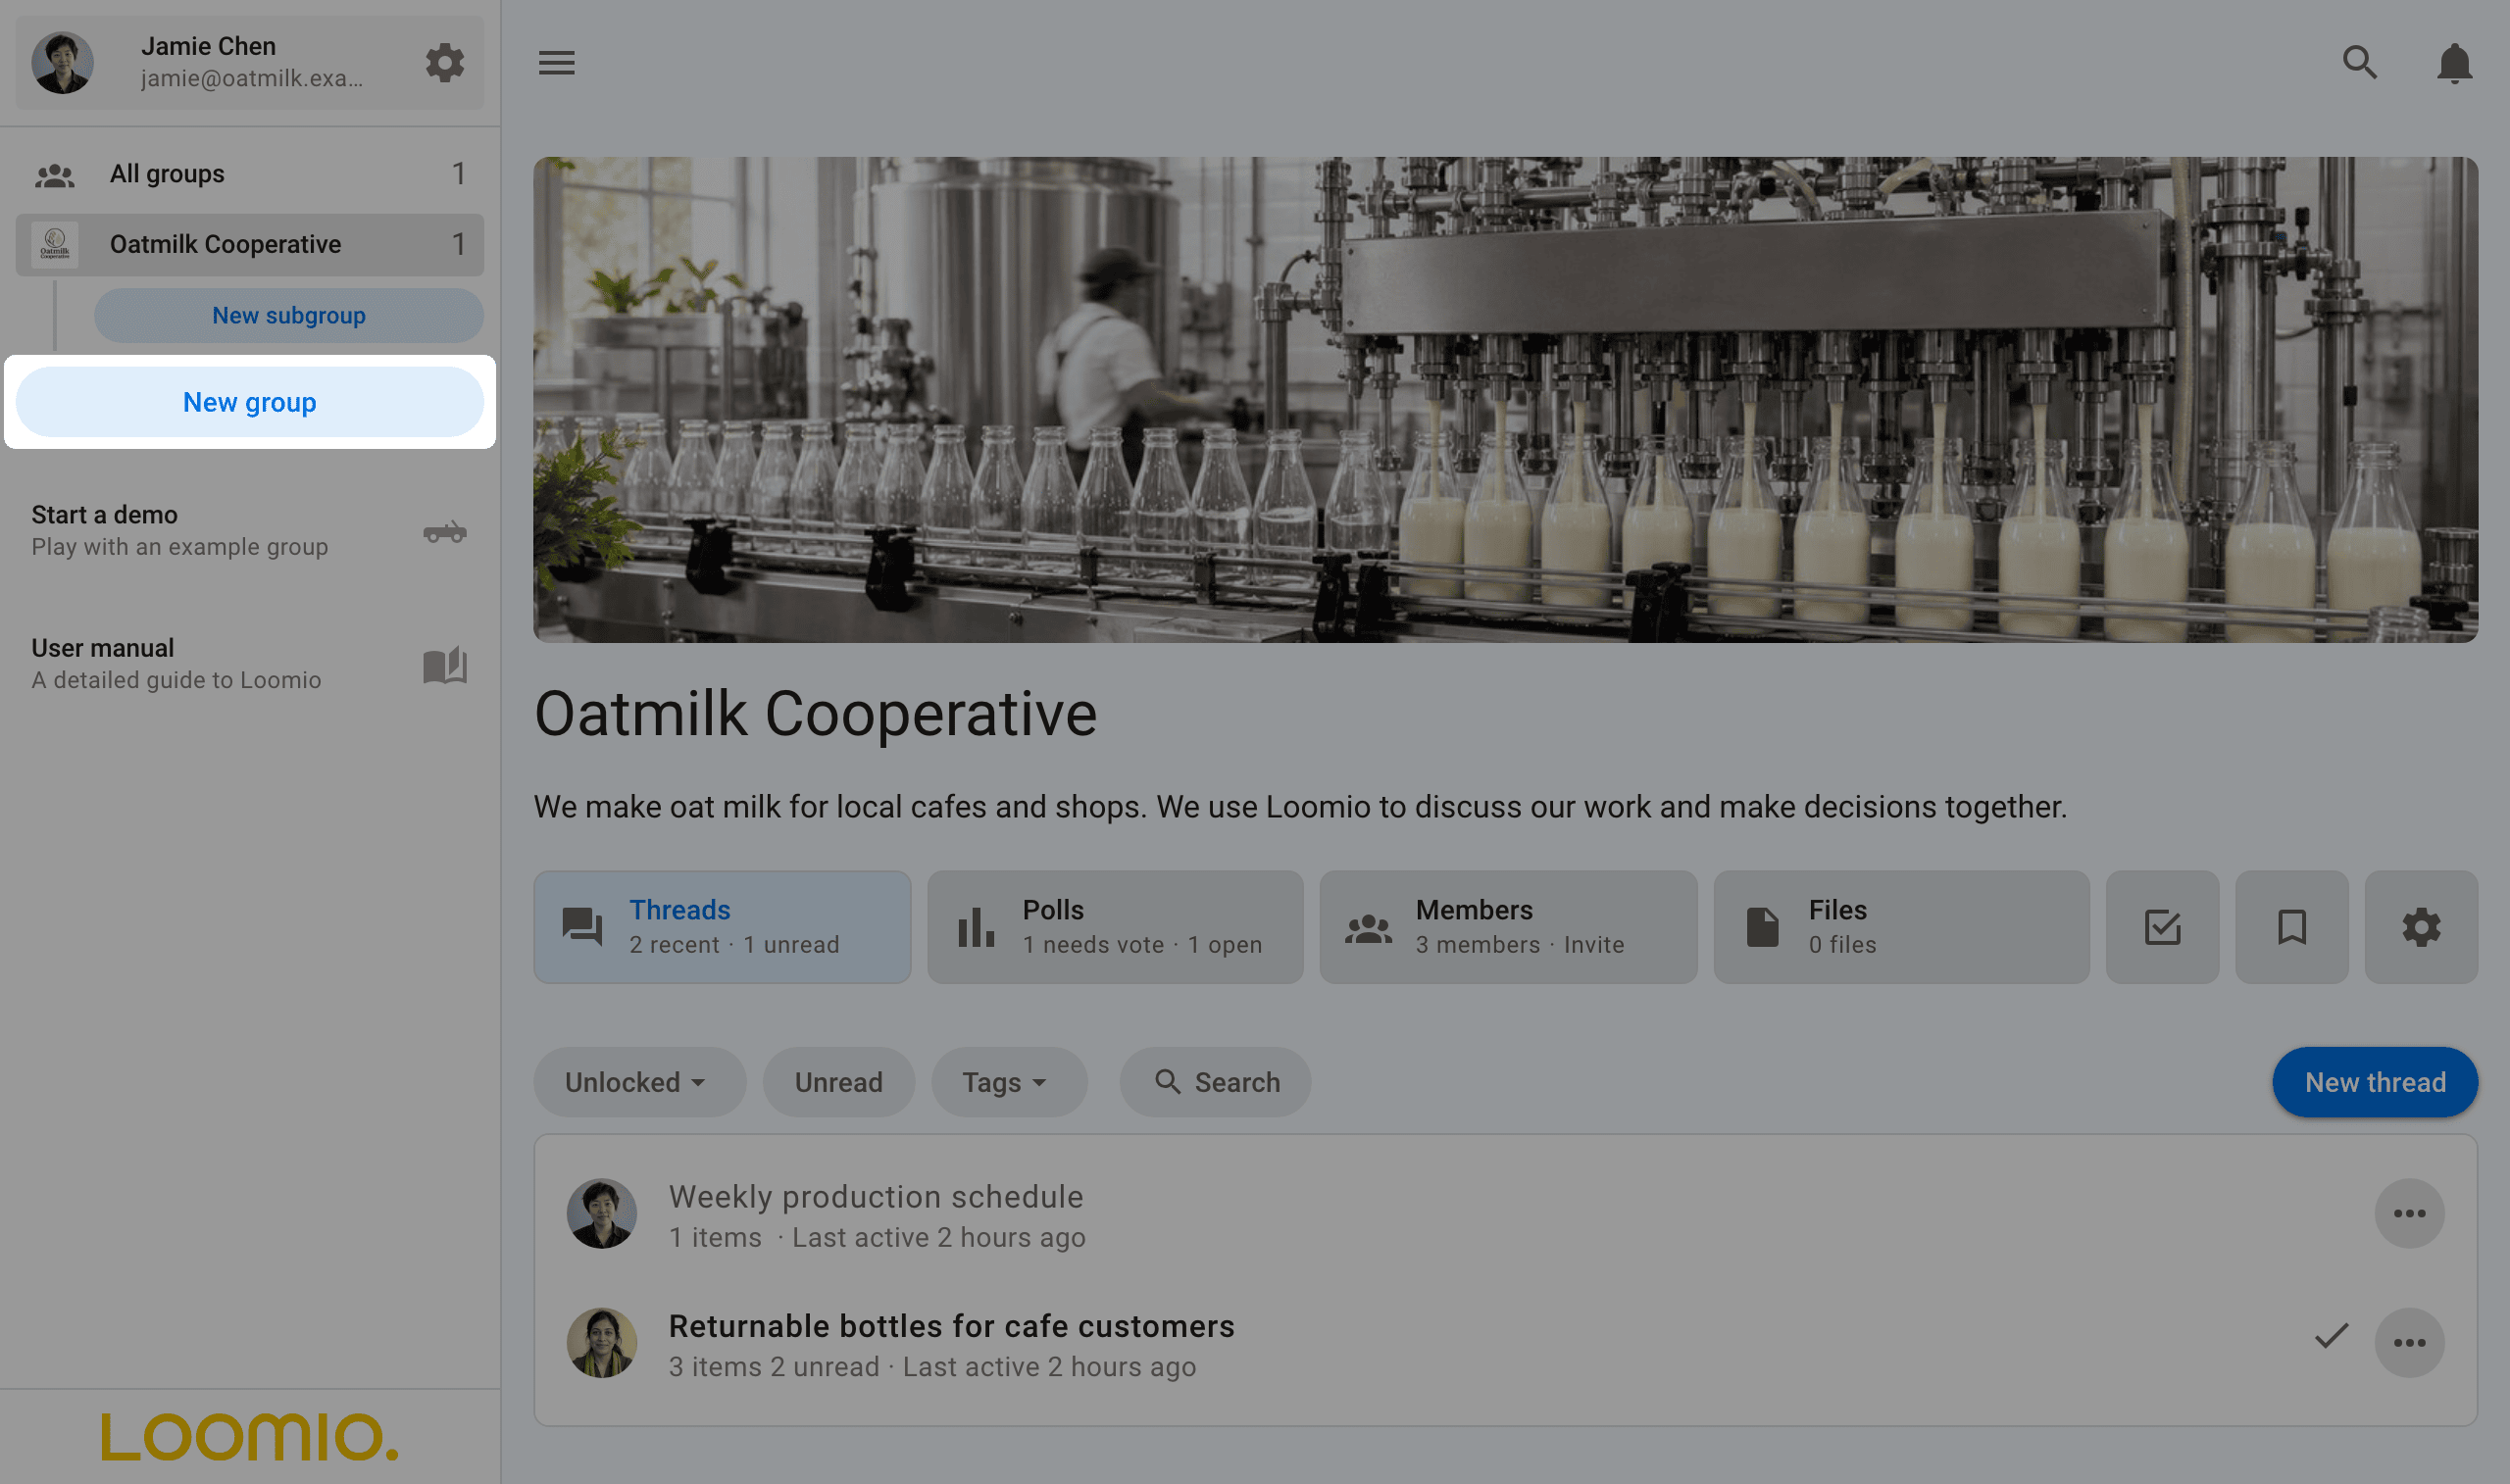 Jamie Chen
jamie@oatmilk.exa...
All groups 1
Oatmilk Cooperative
Oatmilk Cooperative 1
New subgroup
New group
Start a demo
Play with an example group
User manual
A detailed guide to Loomio
LOOMIO.
Oatmilk Cooperative
We make oat milk for local cafes and shops. We use Loomio to discuss our work and make decisions together.
Threads
2 recent · 1 unread
Polls
1 needs vote · 1 open
Members
3 members · Invite
Files
0 files
Unlocked Unread Tags Search New thread
Weekly production schedule
1 items · Last active 2 hours ago
Returnable bottles for cafe customers
3 items 2 unread · Last active 2 hours ago